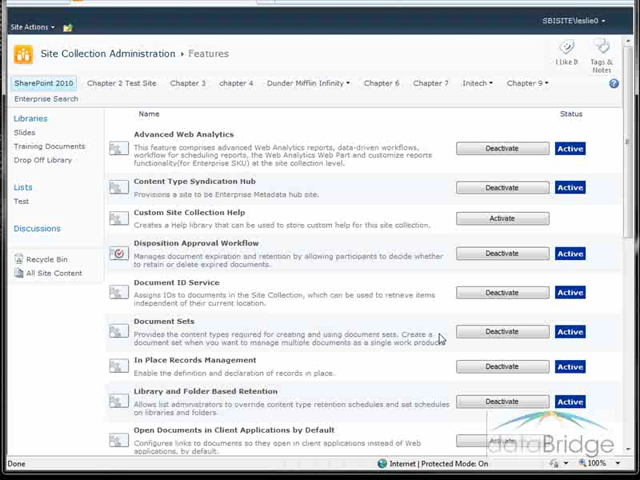 Site Actions
SBISITE\leslie0
Site Collection Administration › Features
I Like It
Tags & Notes
SharePoint 2010 Chapter 2 Test Site Chapter 3 chapter 4 Dunder Mifflin Infinity Chapter 6 Chapter 7 Initech Chapter 9
Enterprise Search
Libraries
Slides
Training Documents
Drop Off Library
Lists
Test
Discussions
Recycle Bin
All Site Content
Name Status
Advanced Web Analytics
This feature comprises advanced Web Analytics reports, data-driven workflows,
workflow for scheduling reports, the Web Analytics Web Part and customize reports
functionality(for Enterprise SKU) at the site collection level.
Deactivate Active
Content Type Syndication Hub
Provisions a site to be Enterprise Metadata hub site.
Deactivate Active
Custom Site Collection Help
Creates a Help library that can be used to store custom help for this site collection.
Activate
Disposition Approval Workflow
Manages document expiration and retention by allowing participants to decide whether
to retain or delete expired documents.
Deactivate Active
Document ID Service
Assigns IDs to documents in the Site Collection, which can be used to retrieve items
independent of their current location.
Deactivate Active
Document Sets
Provides the content types required for creating and using document sets. Create a
document set when you want to manage multiple documents as a single work product.
Deactivate Active
In Place Records Management
Enable the definition and declaration of records in place.
Deactivate Active
Library and Folder Based Retention
Allows list administrators to override content type retention schedules and set schedules
on libraries and folders.
Deactivate Active
Open Documents in Client Applications by Default
Configures links to documents so they open in client applications instead of Web
applications, by default.
Activate
dataBridge
Done
Internet | Protected Mode: On
100%